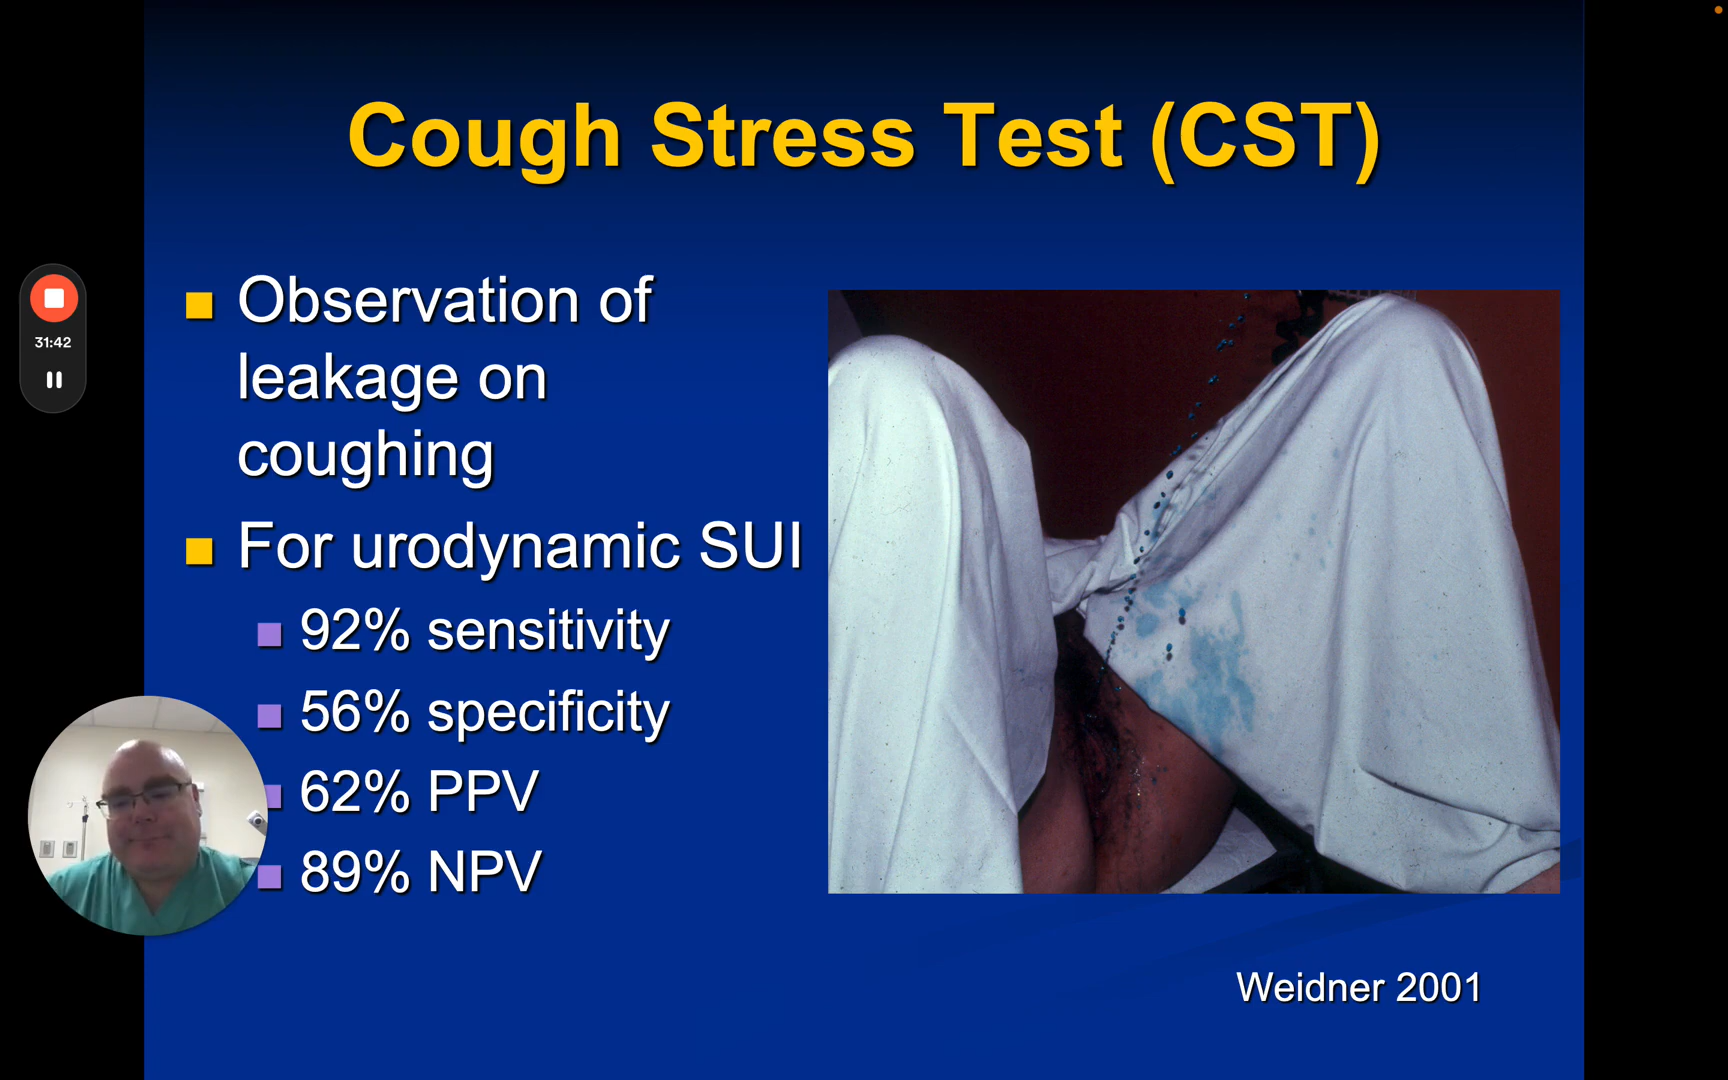 Cough Stress Test (CST)
Observation of
leakage on
coughing
For urodynamic SUI
92% sensitivity
56% specificity
62% PPV
89% NPV
Weidner 2001
31:42